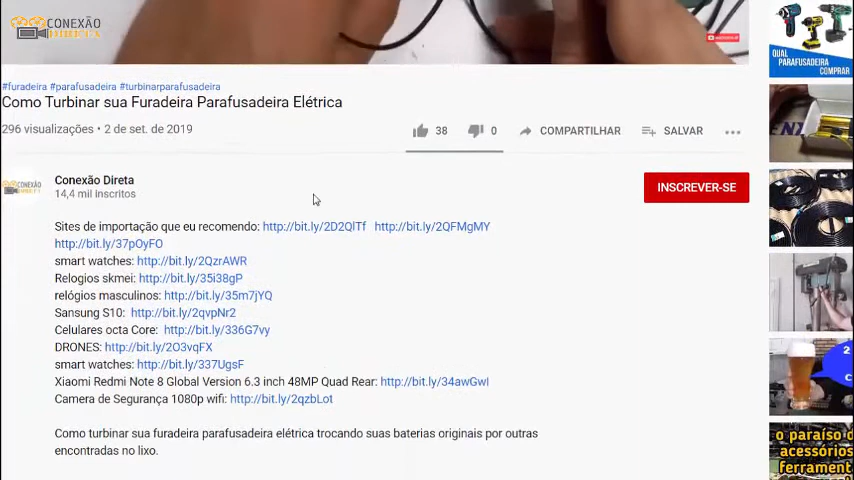 CONEXÃO
DIRETA
#furadeira #parafusadeira #turbinarparafusadeira
Como Turbinar sua Furadeira Parafusadeira Elétrica
296 visualizações • 2 de set. de 2019
38 0 COMPARTILHAR SALVAR
Conexão Direta
14,4 mil inscritos
INSCREVER-SE
Sites de importação que eu recomendo: http://bit.ly/2D2QlTf http://bit.ly/2QFMgMY
http://bit.ly/37pOyFO
smart watches: http://bit.ly/2QzrAWR
Relogios skmei: http://bit.ly/35i38gP
relógios masculinos: http://bit.ly/35m7jYQ
Sansung S10: http://bit.ly/2qvpNr2
Celulares octa Core: http://bit.ly/336G7vy
DRONES: http://bit.ly/2O3vqFX
smart watches: http://bit.ly/337UgsF
Xiaomi Redmi Note 8 Global Version 6.3 inch 48MP Quad Rear: http://bit.ly/34awGwI
Camera de Segurança 1080p wifi: http://bit.ly/2qzbLot
Como turbinar sua furadeira parafusadeira elétrica trocando suas baterias originais por outras
encontradas no lixo.
QUAL
PARAFUSADEIRA
COMPRAR
2
o paraíso d
acessórios
ferrament